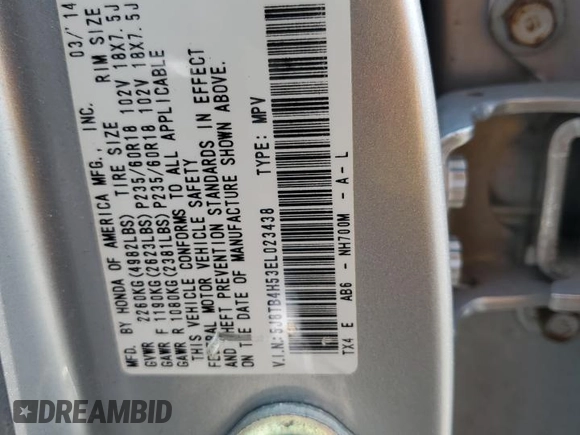 MFD. BY HONDA OF AMERICA MFG., INC. 03/'14
GVWR 2260KG(4982LBS) TIRE SIZE RIM SIZE
GAWR F 1190KG(2623LBS)P235/60R18 102V 18X7.5J
GAWR R 1080KG(2381LBS)P235/60R18 102V 18X7.5J
THIS VEHICLE CONFORMS TO ALL APPLICABLE
FEDERAL MOTOR VEHICLE SAFETY
AND THEFT PREVENTION STANDARDS IN EFFECT
ON THE DATE OF MANUFACTURE SHOWN ABOVE.
V.I.N: 5J8TB4H53EL023438 TYPE: MPV
TX4 E AB6 - NH700M - A - L
DREAMBID